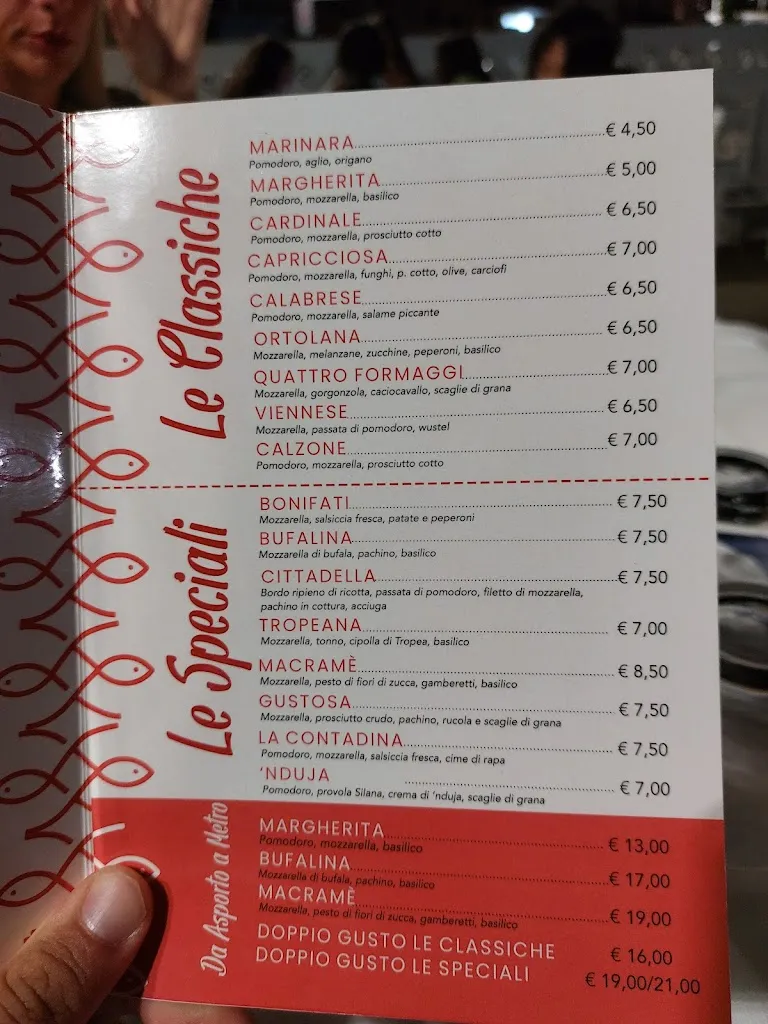 Le Classiche
MARINARA € 4,50
Pomodoro, aglio, origano
MARGHERITA € 5,00
Pomodoro, mozzarella, basilico
CARDINALE € 6,50
Pomodoro, mozzarella, prosciutto cotto
CAPRICCIOSA € 7,00
Pomodoro, mozzarella, funghi, p. cotto, olive, carciofi
CALABRESE € 6,50
Pomodoro, mozzarella, salame piccante
ORTOLANA € 6,50
Mozzarella, melanzane, zucchine, peperoni, basilico
QUATTRO FORMAGGI € 7,00
Mozzarella, gorgonzola, caciocavallo, scaglie di grana
VIENNESE € 6,50
Mozzarella, passata di pomodoro, wustel
CALZONE € 7,00
Pomodoro, mozzarella, prosciutto cotto
Le Speciali
BONIFATI € 7,50
Mozzarella, salsiccia fresca, patate e peperoni
BUFALINA € 7,50
Mozzarella di bufala, pachino, basilico
CITTADELLA € 7,50
Bordo ripieno di ricotta, passata di pomodoro, filetto di mozzarella,
pachino in cottura, acciuga
TROPEANA € 7,00
Mozzarella, tonno, cipolla di Tropea, basilico
MACRAMÈ € 8,50
Mozzarella, pesto di fiori di zucca, gamberetti, basilico
GUSTOSA € 7,50
Mozzarella, prosciutto crudo, pachino, rucola e scaglie di grana
LA CONTADINA € 7,50
Pomodoro, mozzarella, salsiccia fresca, cime di rapa
'NDUJA € 7,00
Pomodoro, provola Silana, crema di 'nduja, scaglie di grana
Da Asporto a Metro
MARGHERITA € 13,00
Pomodoro, mozzarella, basilico
BUFALINA € 17,00
Mozzarella di bufala, pachino, basilico
MACRAMÈ € 19,00
Mozzarella, pesto di fiori di zucca, gamberetti, basilico
DOPPIO GUSTO LE CLASSICHE € 16,00
DOPPIO GUSTO LE SPECIALI € 19,00/21,00